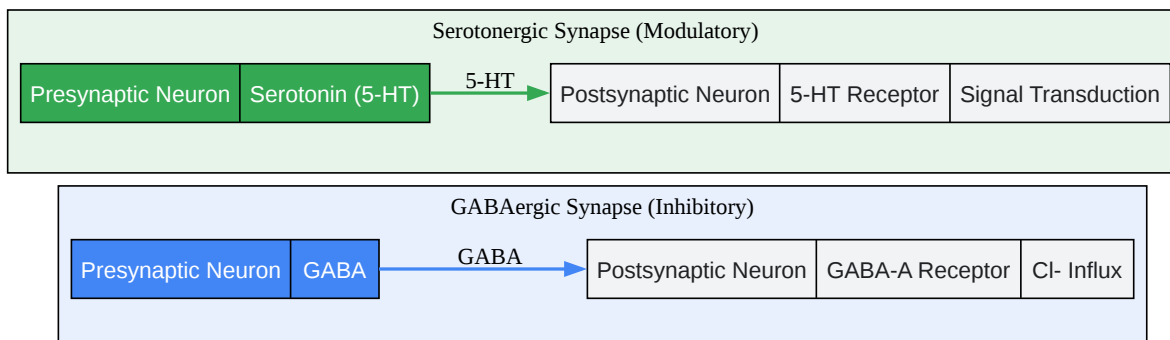 Serotonergic Synapse (Modulatory)
Presynaptic Neuron Serotonin (5-HT) 5-HT Postsynaptic Neuron 5-HT Receptor Signal Transduction
GABAergic Synapse (Inhibitory)
Presynaptic Neuron GABA GABA Postsynaptic Neuron GABA-A Receptor Cl- Influx